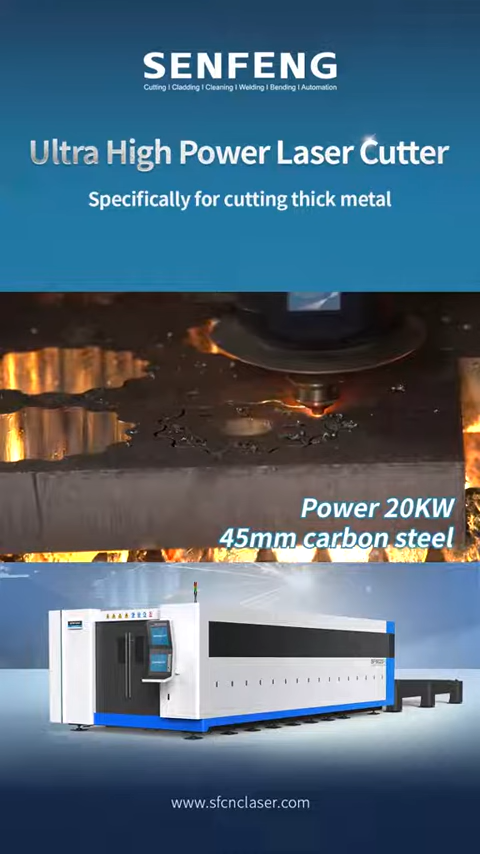 SENFENG
Cutting I Cladding I Cleaning I Welding I Bending I Automation
Ultra High Power Laser Cutter
Specifically for cutting thick metal
Power 20KW
45mm carbon steel
www.sfcnclaser.com